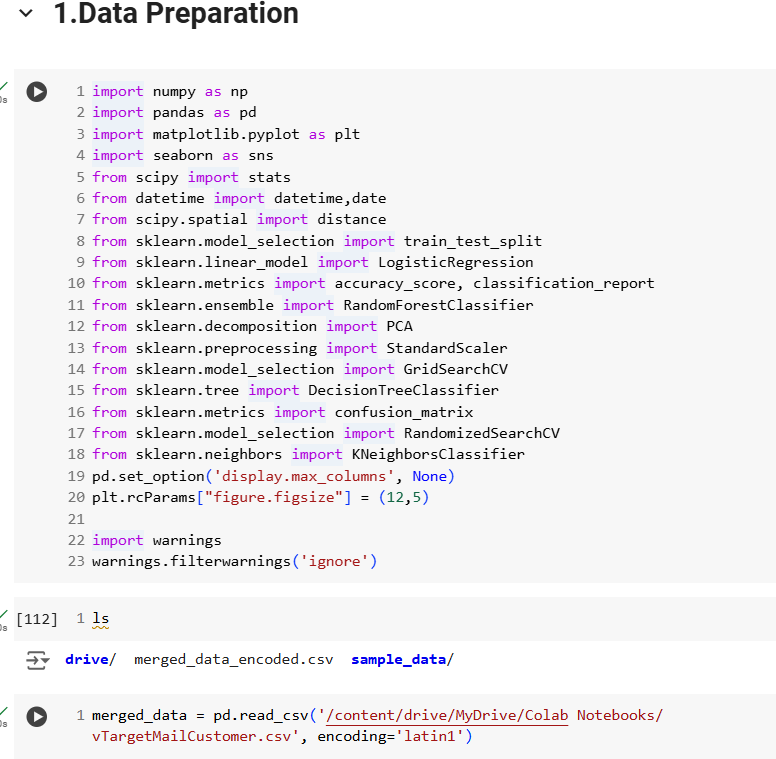 1.Data Preparation
1 import numpy as np
2 import pandas as pd
3 import matplotlib.pyplot as plt
4 import seaborn as sns
5 from scipy import stats
6 from datetime import datetime,date
7 from scipy.spatial import distance
8 from sklearn.model_selection import train_test_split
9 from sklearn.linear_model import LogisticRegression
10 from sklearn.metrics import accuracy_score, classification_report
11 from sklearn.ensemble import RandomForestClassifier
12 from sklearn.decomposition import PCA
13 from sklearn.preprocessing import StandardScaler
14 from sklearn.model_selection import GridSearchCV
15 from sklearn.tree import DecisionTreeClassifier
16 from sklearn.metrics import confusion_matrix
17 from sklearn.model_selection import RandomizedSearchCV
18 from sklearn.neighbors import KNeighborsClassifier
19 pd.set_option('display.max_columns', None)
20 plt.rcParams["figure.figsize"] = (12,5)
21
22 import warnings
23 warnings.filterwarnings('ignore')
[112] 1 ls
drive/ merged_data_encoded.csv sample_data/
1 merged_data = pd.read_csv('/content/drive/MyDrive/Colab Notebooks/
vTargetMailCustomer.csv', encoding='latin1')